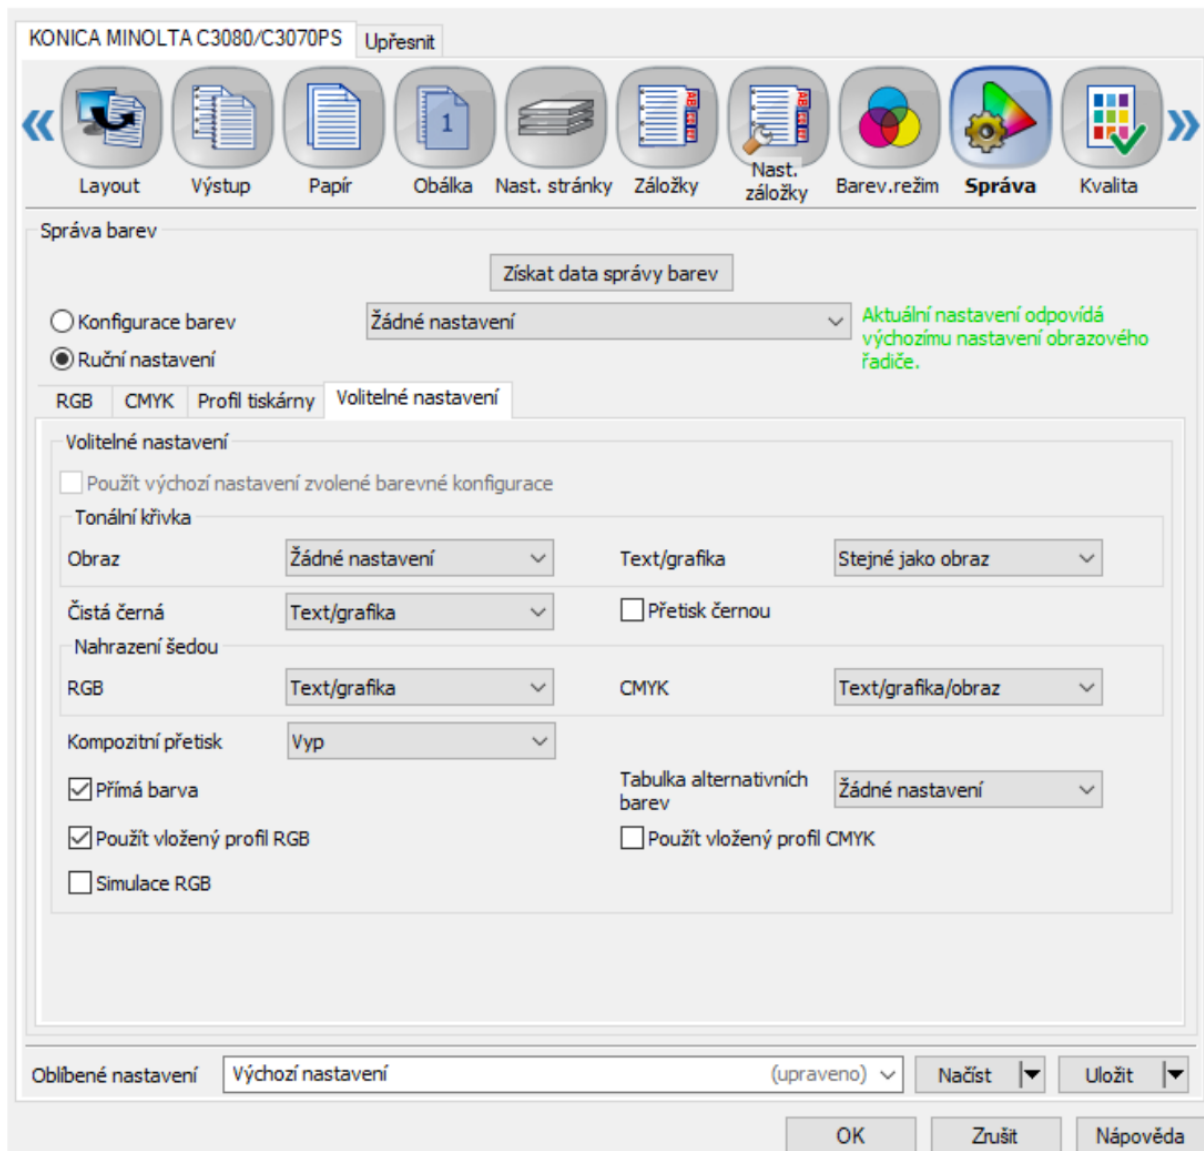 KONICA MINOLTA C3080/C3070PS
Upřesnit
1
Layout
Výstup
Papír
Obálka
Nast. stránky
Záložky
Nast.
záložky
Barev.režim
Správa
Kvalita
Správa barev
Získat data správy barev
Konfigurace barev
Žádné nastavení
Aktuální nastavení odpovídá
výchozímu nastavení obrazového
řadiče.
Ruční nastavení
RGB
CMYK
Profil tiskárny
Volitelné nastavení
Volitelné nastavení
Použít výchozí nastavení zvolené barevné konfigurace
Tonální křivka
Obraz
Žádné nastavení
Text/grafika
Stejné jako obraz
Čistá černá
Text/grafika
Přetisk černou
Nahrazení šedou
RGB
Text/grafika
CMYK
Text/grafika/obraz
Kompozitní přetisk
Vyp
Přímá barva
Tabulka alternativních
barev
Žádné nastavení
Použít vložený profil RGB
Použít vložený profil CMYK
Simulace RGB
Oblíbené nastavení
Výchozí nastavení
(upraveno)
Načíst
Uložit
OK
Zrušit
Nápověda